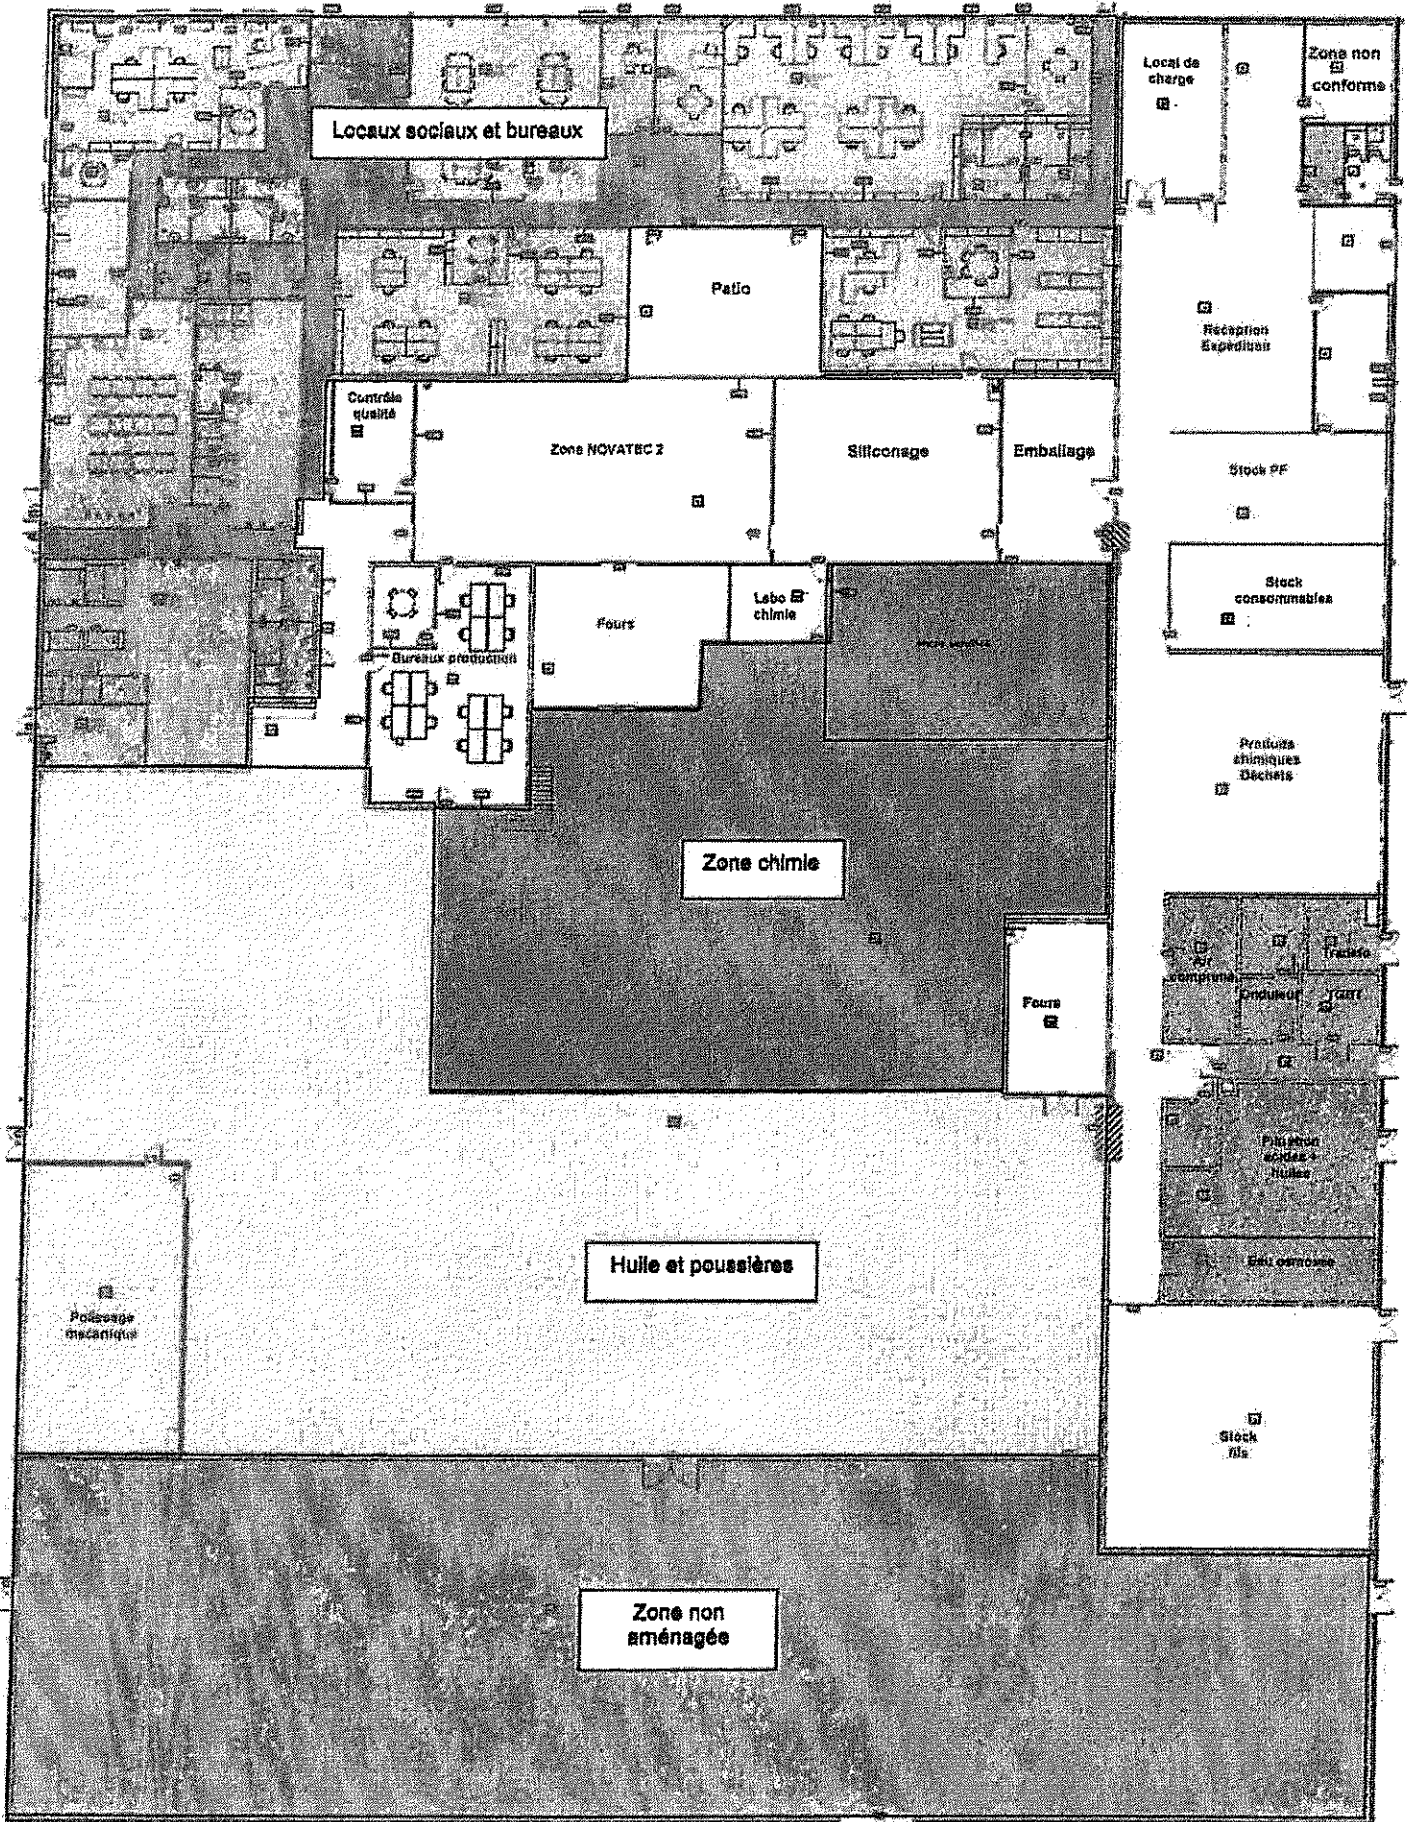 Local de
charge
Zone non
conforme
Locaux sociaux et bureaux
Patio
Réception
Expédition
Contrôle
qualité
Zone NOVATEC 2
Siliconage
Emballage
Stock PF
Stock
consommables
Fours
Labo
chimie
Bureaux production
Produits
chimiques
Déchets
Zone chimie
Air
comprimé
Transfo
Onduleur
TGBT
Fours
Filtration
acides +
huiles
Huile et poussières
Eau osmosée
Polissage
mécanique
Stock
fils
Zone non
aménagée